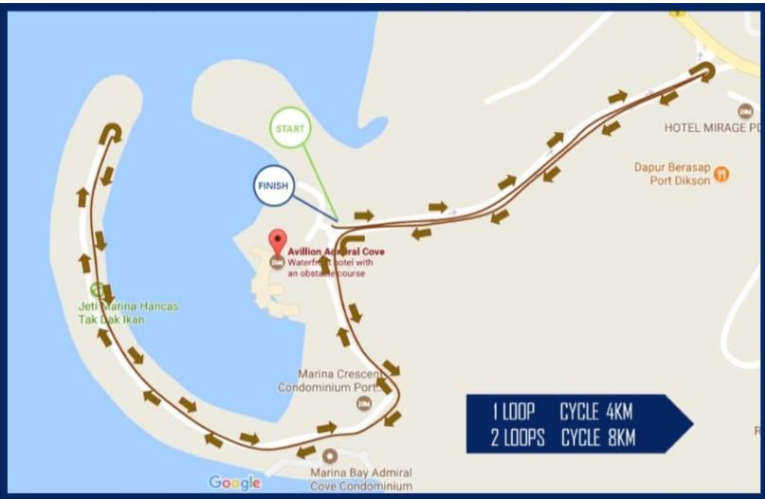 START
HOTEL MIRAGE PD
FINISH
Dapur Berasap
Port Dikson
Avillion Admiral Cove
Waterfront hotel with
an obstacle course
Jeti Marina Hancas
Tak Dak Ikan
Marina Crescent
Condominium Port
1 LOOP CYCLE 4KM
2 LOOPS CYCLE 8KM
Marina Bay Admiral
Cove Condominium
Google